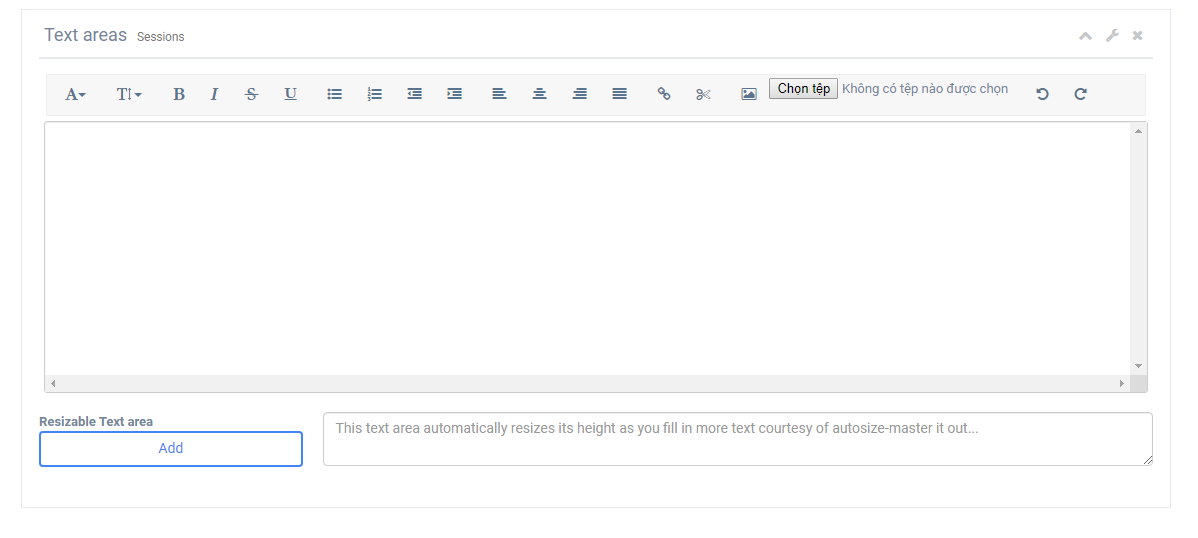 Text areas Sessions
A TI B I S U Chọn tệp Không có tệp nào được chọn
Resizable Text area
Add
This text area automatically resizes its height as you fill in more text courtesy of autosize-master it out...